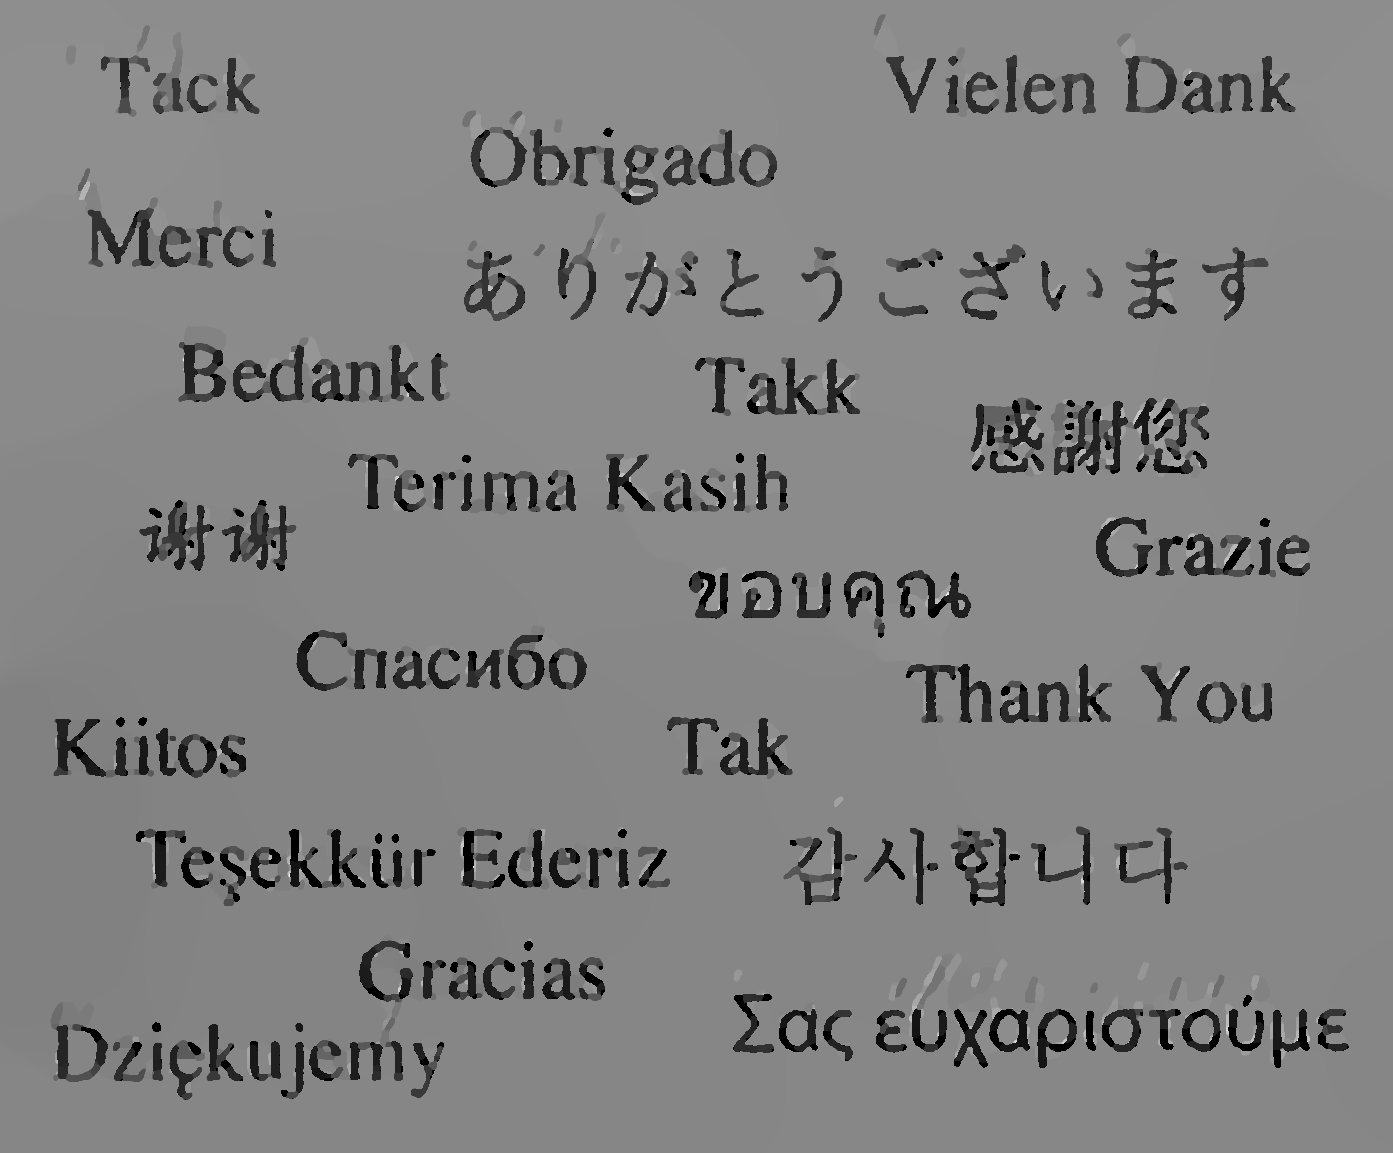 Tack
Vielen Dank
Obrigado
Merci
ありがとうございます
Bedankt
Takk
感謝您
Terima Kasih
谢谢
Grazie
ขอบคุณ
Спасибо
Thank You
Kiitos
Tak
Teşekkür Ederiz
감사합니다
Gracias
Σας ευχαριστούμε
Dziękujemy